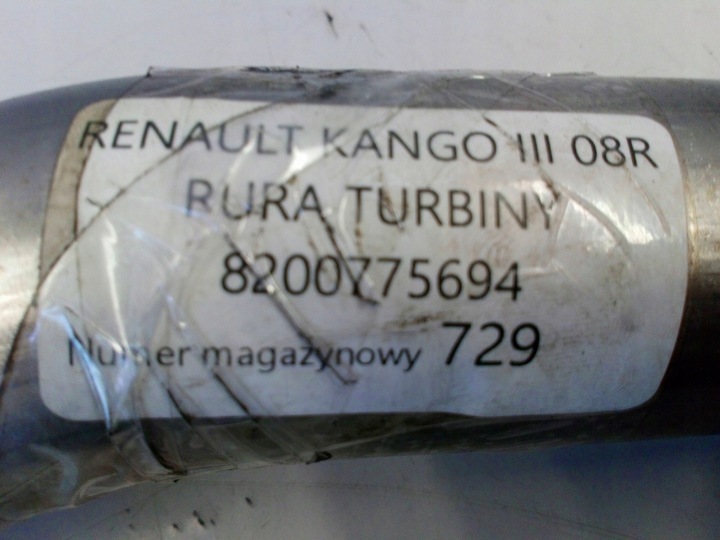 RENAULT KANGO III 08R
RURA TURBINY
8200775694
Numer magazynowy 729